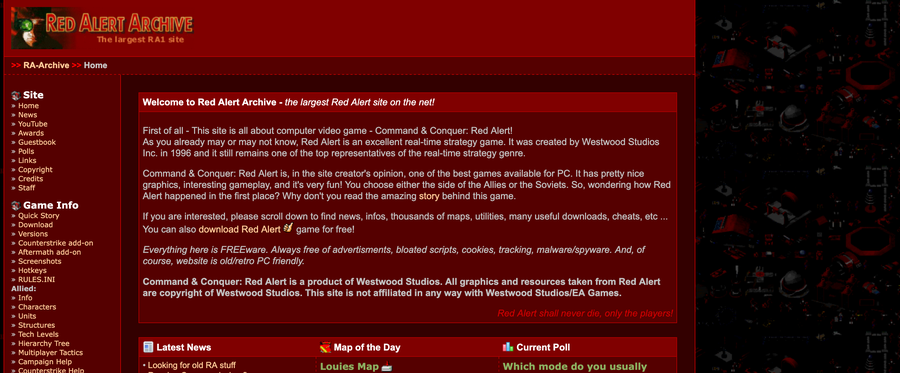 RED ALERT ARCHIVE
The largest RA1 site
>> RA-Archive >> Home
Site
» Home
» News
» YouTube
» Awards
» Guestbook
» Polls
» Links
» Copyright
» Credits
» Staff
Game Info
» Quick Story
» Download
» Versions
» Counterstrike add-on
» Aftermath add-on
» Screenshots
» Hotkeys
» RULES.INI
Allied:
» Info
» Characters
» Units
» Structures
» Tech Levels
» Hierarchy Tree
» Multiplayer Tactics
» Campaign Help
» Counterstrike Help
Welcome to Red Alert Archive - the largest Red Alert site on the net!
First of all - This site is all about computer video game - Command & Conquer: Red Alert!
As you already may or may not know, Red Alert is an excellent real-time strategy game. It was created by Westwood Studios
Inc. in 1996 and it still remains one of the top representatives of the real-time strategy genre.
Command & Conquer: Red Alert is, in the site creator's opinion, one of the best games available for PC. It has pretty nice
graphics, interesting gameplay, and it's very fun! You choose either the side of the Allies or the Soviets. So, wondering how Red
Alert happened in the first place? Why don't you read the amazing story behind this game.
If you are interested, please scroll down to find news, infos, thousands of maps, utilities, many useful downloads, cheats, etc ...
You can also download Red Alert game for free!
Everything here is FREEware. Always free of advertisments, bloated scripts, cookies, tracking, malware/spyware. And, of
course, website is old/retro PC friendly.
Command & Conquer: Red Alert is a product of Westwood Studios. All graphics and resources taken from Red Alert
are copyright of Westwood Studios. This site is not affiliated in any way with Westwood Studios/EA Games.
Red Alert shall never die, only the players!
Latest News
• Looking for old RA stuff
Map of the Day
Louies Map
Current Poll
Which mode do you usually